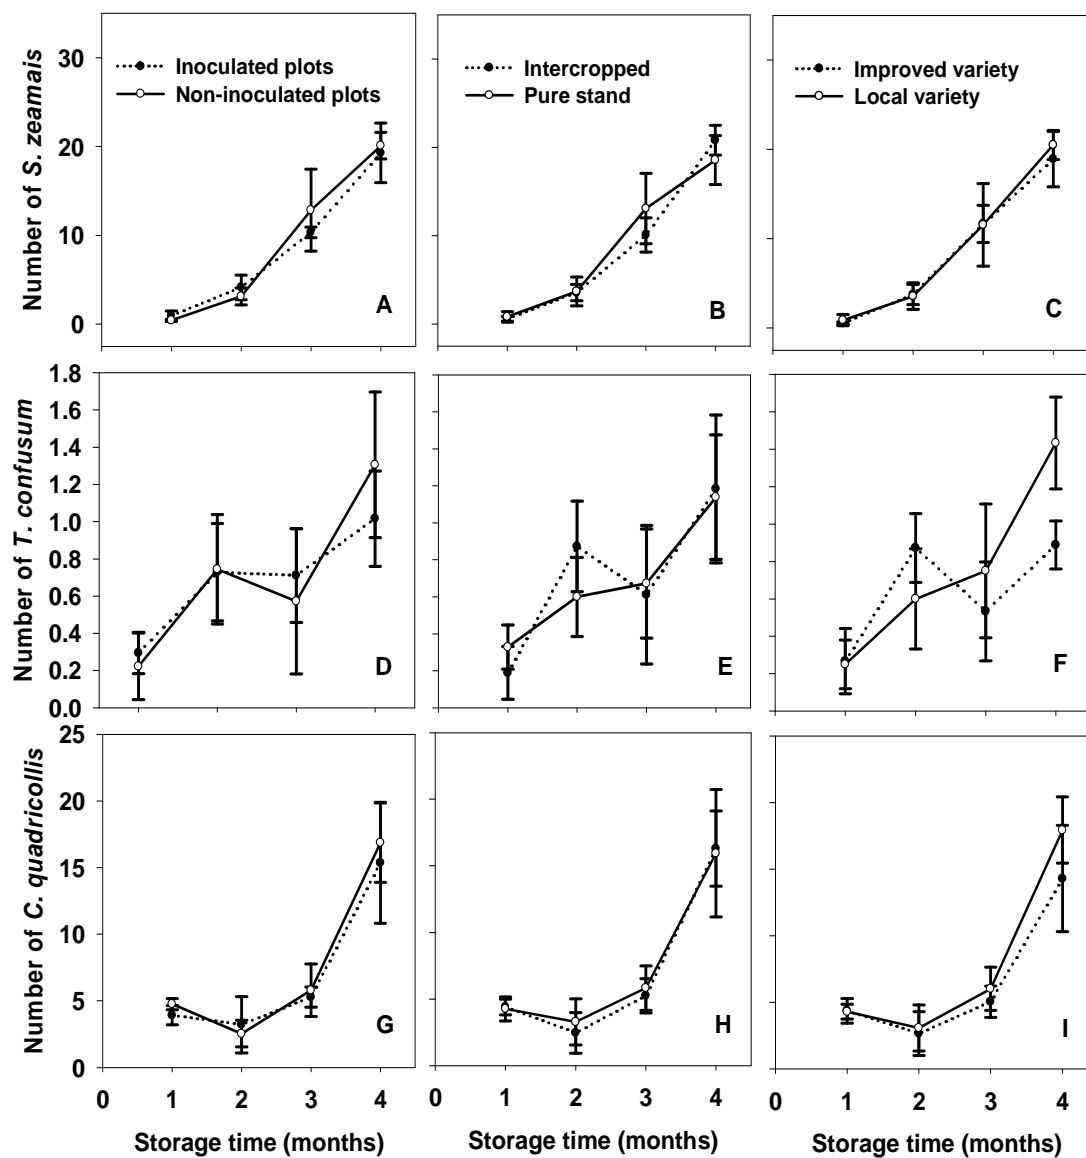 Number of S. zeamais
30
20
10
0
Inoculated plots
Non-inoculated plots
A
Intercropped
Pure stand
B
Improved variety
Local variety
C
Number of T. confusum
1.8
1.6
1.4
1.2
1.0
0.8
0.6
0.4
0.2
0.0
D
E
F
Number of C. quadricollis
25
20
15
10
5
0
G
H
I
0 1 2 3 4
0 1 2 3 4
0 1 2 3 4
Storage time (months)
Storage time (months)
Storage time (months)